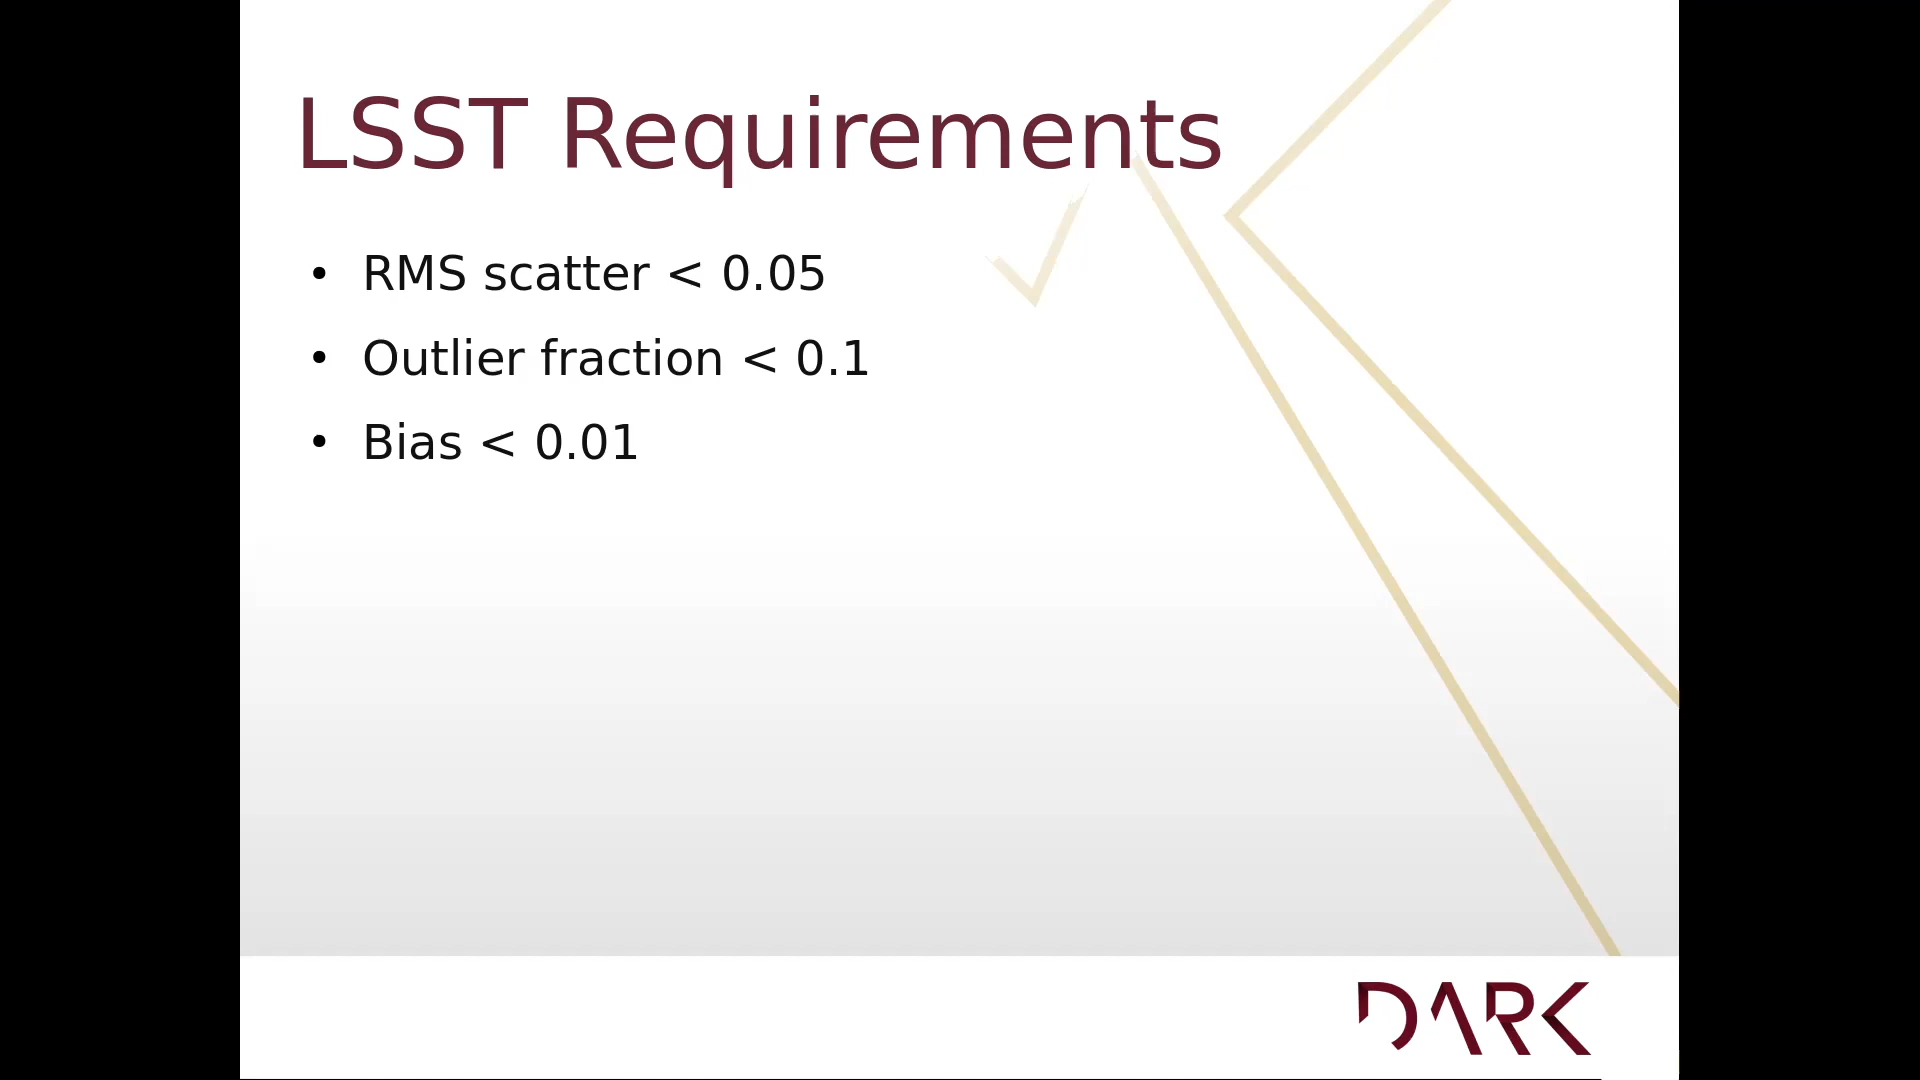 LSST Requirements
• RMS scatter < 0.05
• Outlier fraction < 0.1
• Bias < 0.01
DARK